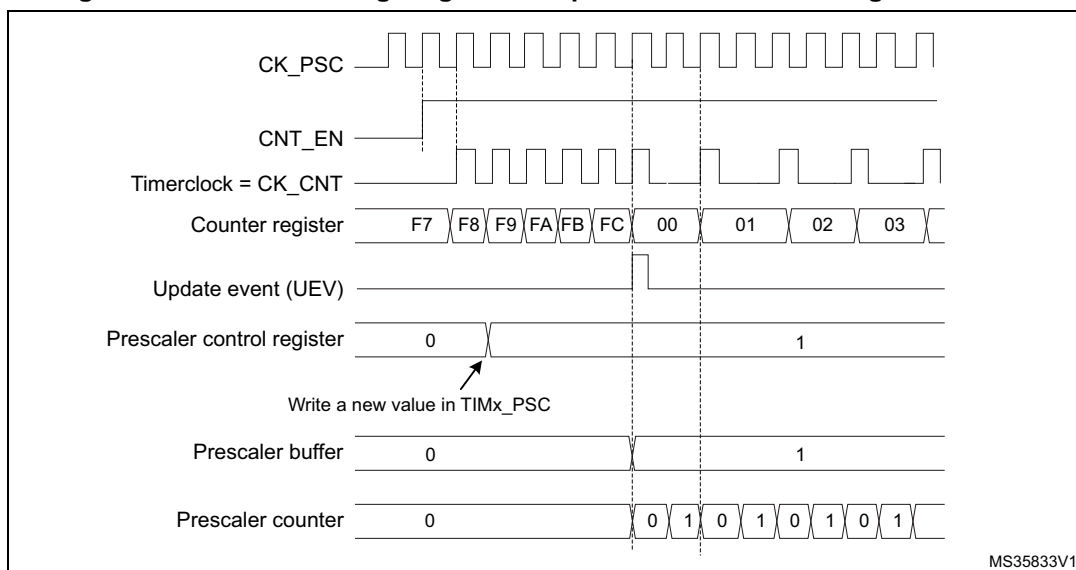 CK_PSC
CNT_EN
Timerclock = CK_CNT
Counter register F7 F8 F9 FA FB FC 00 01 02 03
Update event (UEV)
Prescaler control register 0 1
Write a new value in TIMx_PSC
Prescaler buffer 0 1
Prescaler counter 0 0 1 0 1 0 1 0 1
MS35833V1